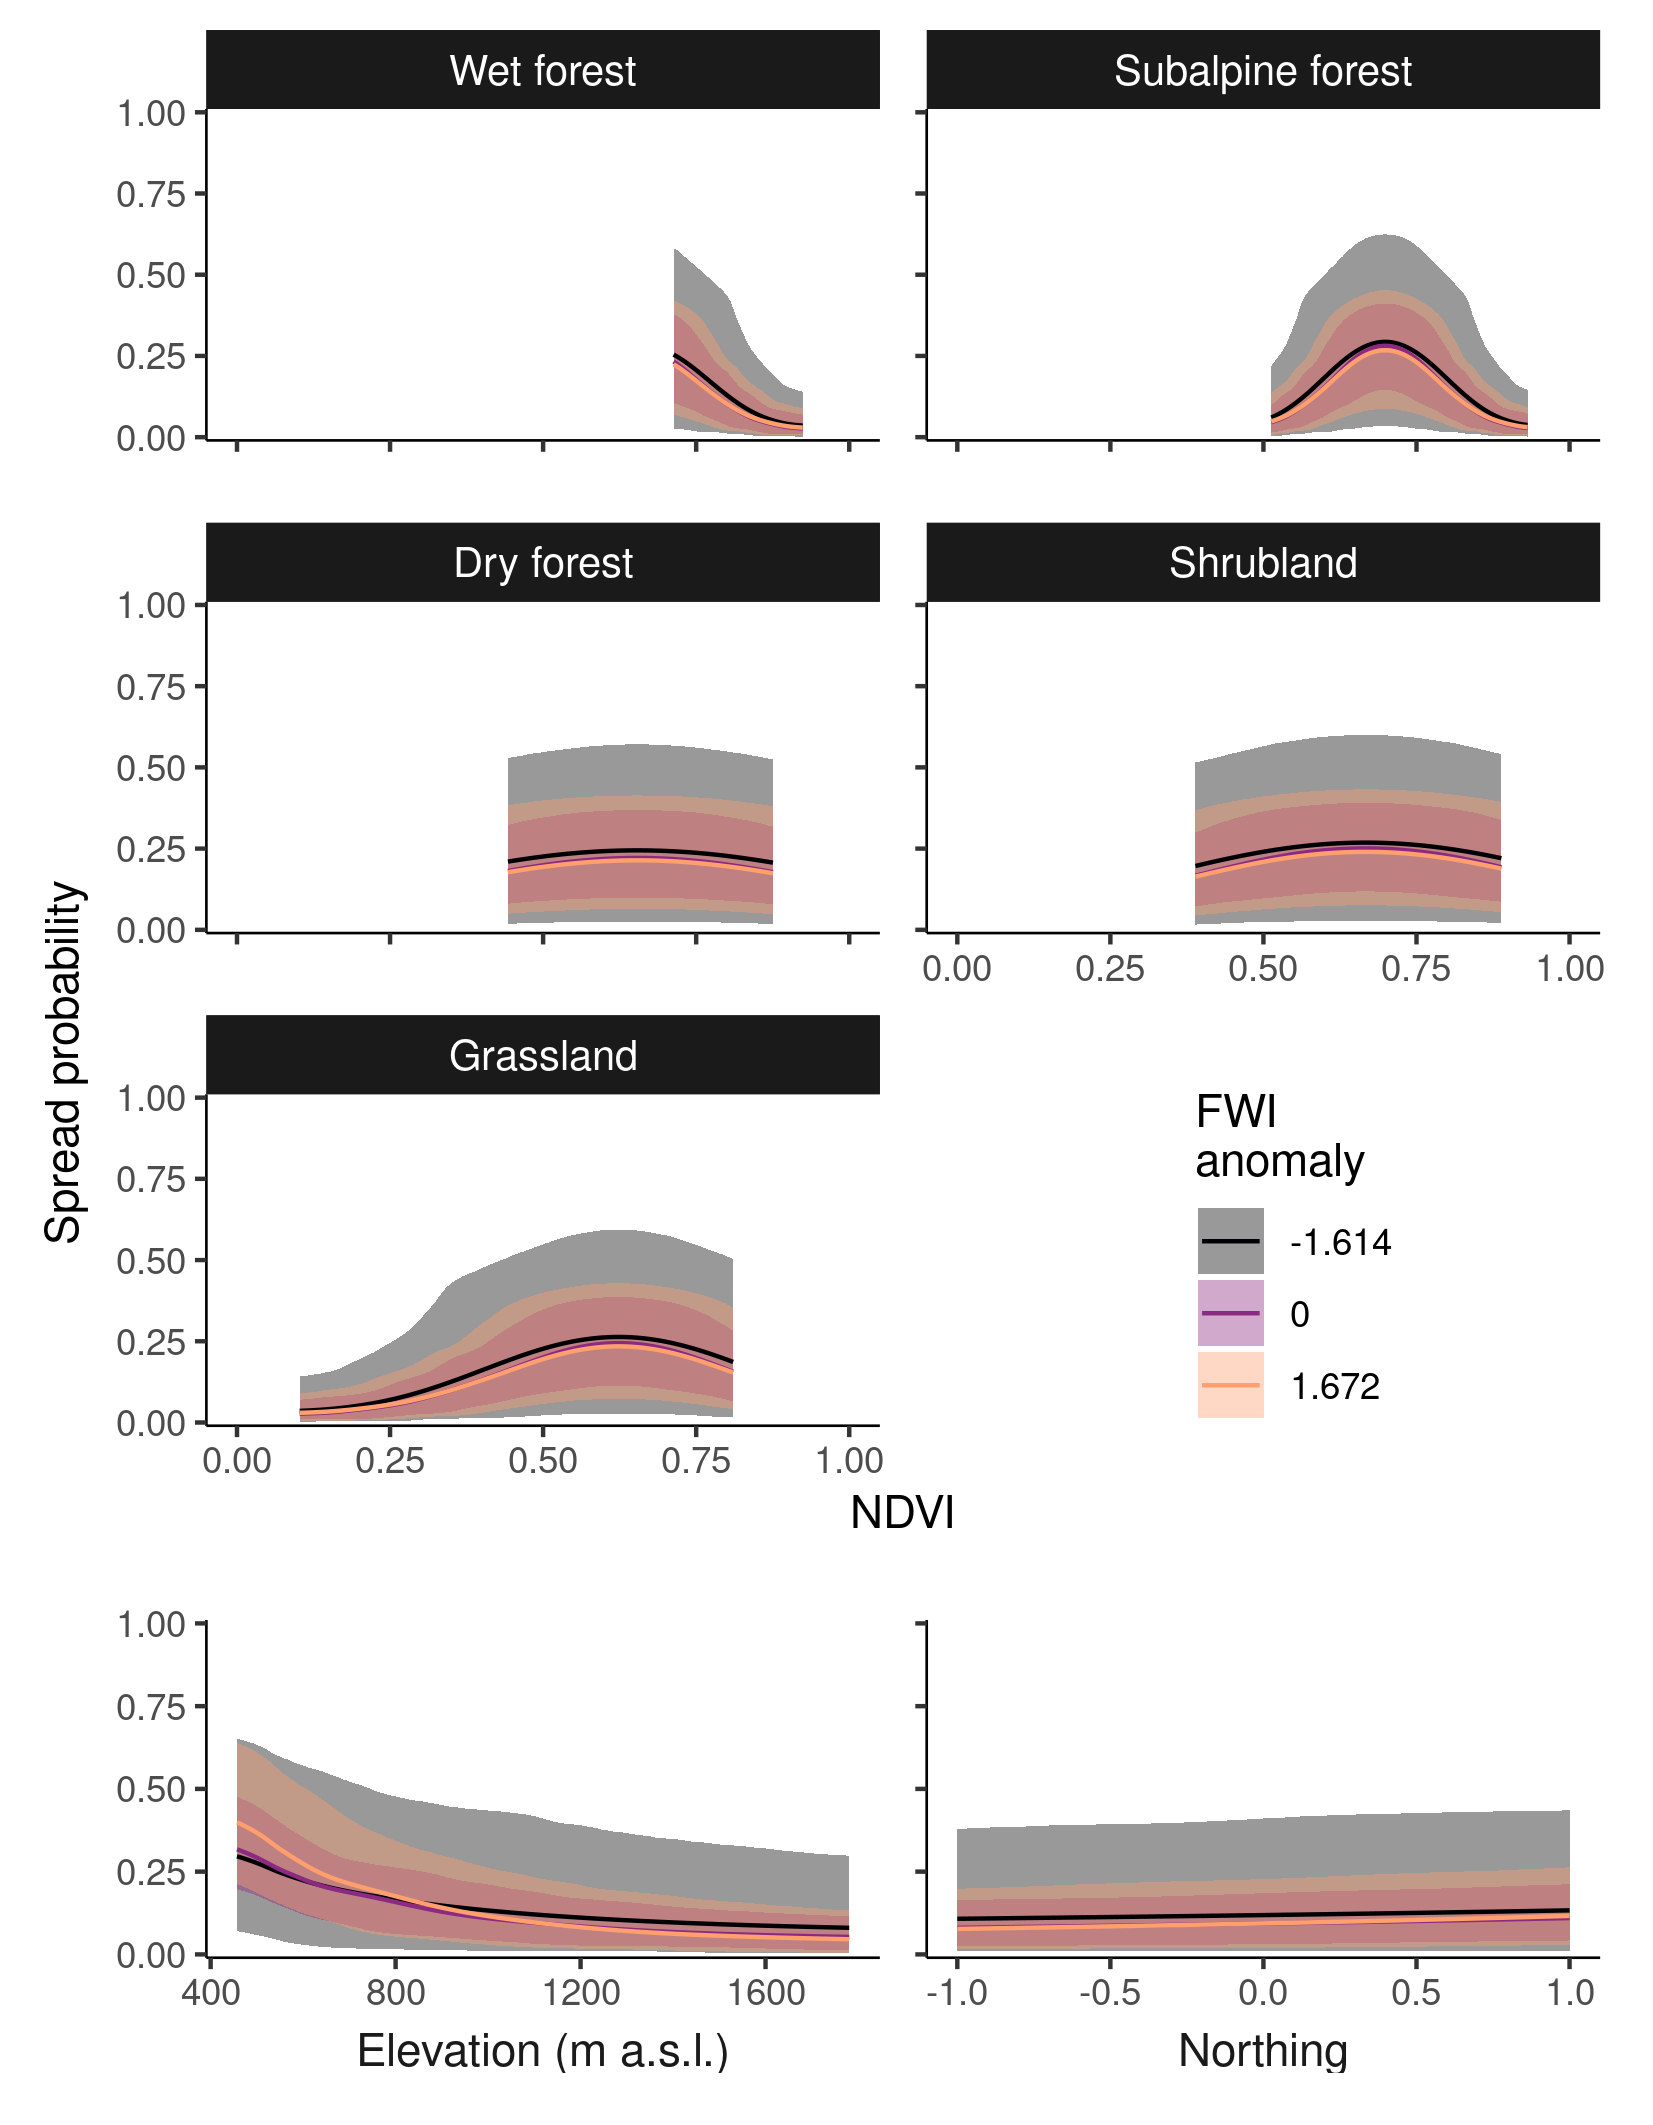 Wet forest
Subalpine forest
1.00
0.75
0.50
0.25
0.00
Dry forest
Shrubland
1.00
0.75
0.50
0.25
0.00
0.00 0.25 0.50 0.75 1.00
Spread probability
Grassland
1.00
0.75
0.50
0.25
0.00
0.00 0.25 0.50 0.75 1.00
FWI
anomaly
-1.614
0
1.672
NDVI
1.00
0.75
0.50
0.25
0.00
400 800 1200 1600
-1.0 -0.5 0.0 0.5 1.0
Elevation (m a.s.l.)
Northing